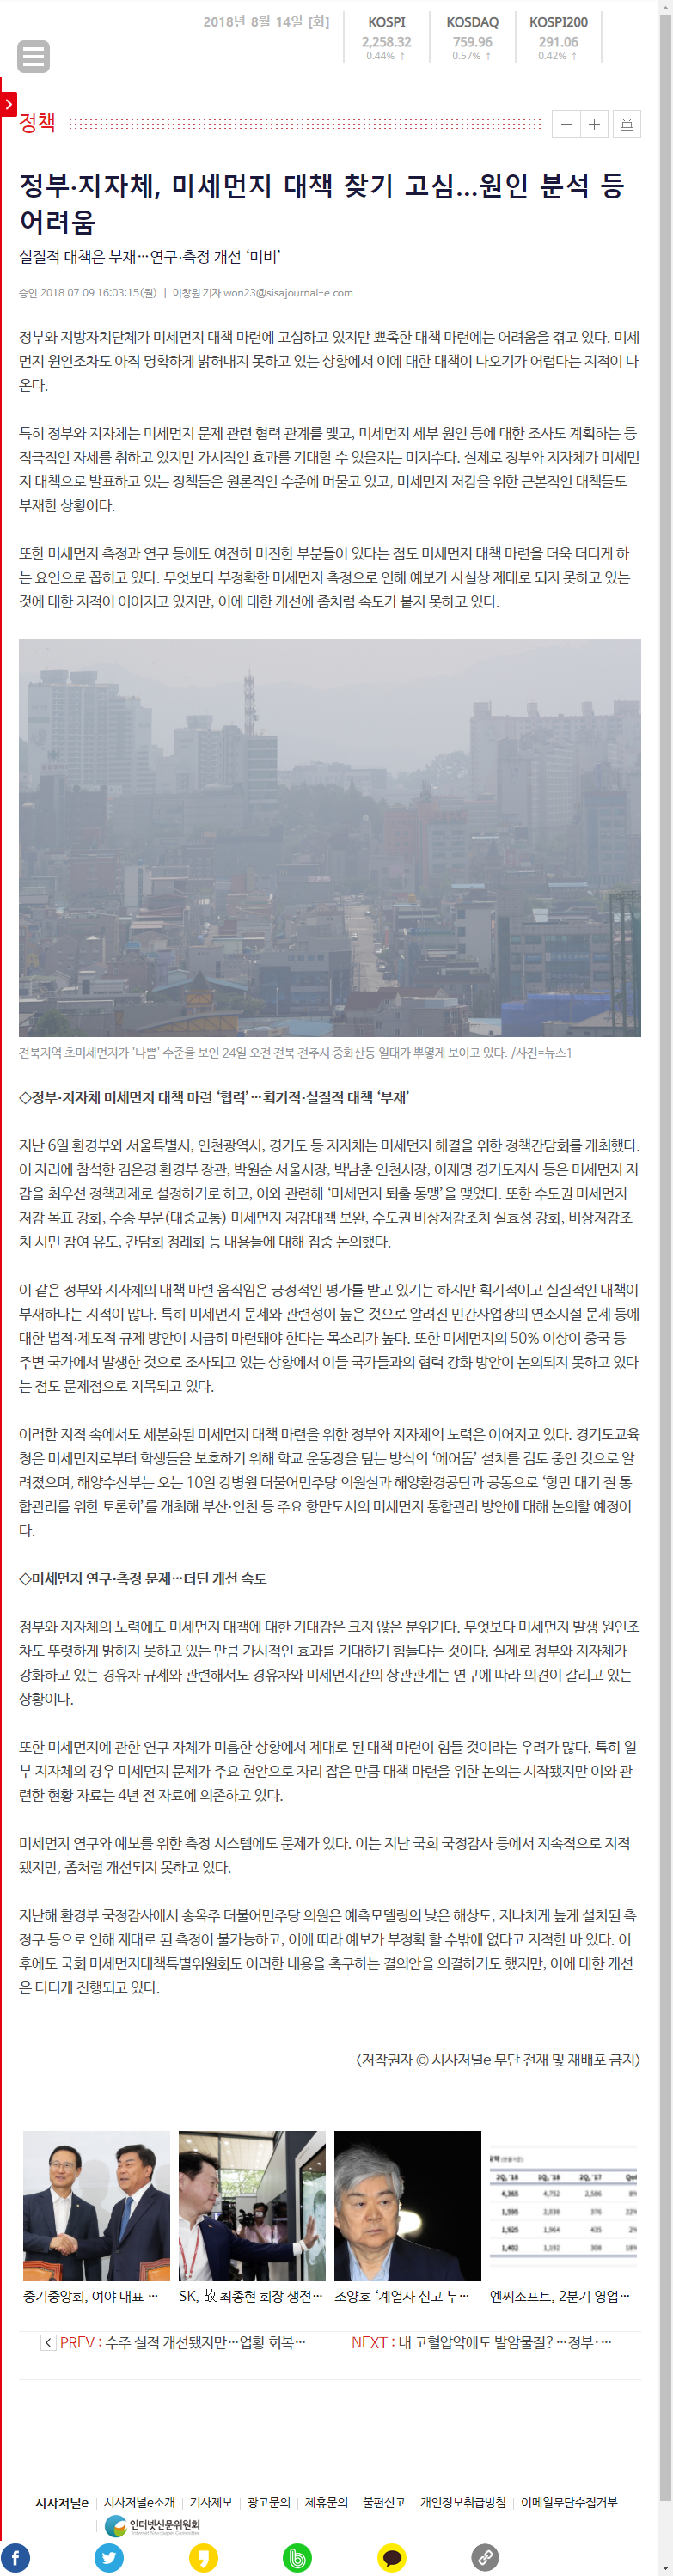 2018년 8월 14일 [화]
KOSPI
2,258.32
0.44% ↑
KOSDAQ
759.96
0.57% ↑
KOSPI200
291.06
0.42% ↑
정책
정부·지자체, 미세먼지 대책 찾기 고심…원인 분석 등
어려움
실질적 대책은 부재…연구·측정 개선 ‘미비’
승인 2018.07.09 16:03:15(월) | 이창원 기자 won23@sisajournal-e.com
정부와 지방자치단체가 미세먼지 대책 마련에 고심하고 있지만 뾰족한 대책 마련에는 어려움을 겪고 있다. 미세
먼지 원인조차도 아직 명확하게 밝혀내지 못하고 있는 상황에서 이에 대한 대책이 나오기가 어렵다는 지적이 나
온다.
특히 정부와 지자체는 미세먼지 문제 관련 협력 관계를 맺고, 미세먼지 세부 원인 등에 대한 조사도 계획하는 등
적극적인 자세를 취하고 있지만 가시적인 효과를 기대할 수 있을지는 미지수다. 실제로 정부와 지자체가 미세먼
지 대책으로 발표하고 있는 정책들은 원론적인 수준에 머물고 있고, 미세먼지 저감을 위한 근본적인 대책들도
부재한 상황이다.
또한 미세먼지 측정과 연구 등에도 여전히 미진한 부분들이 있다는 점도 미세먼지 대책 마련을 더욱 더디게 하
는 요인으로 꼽히고 있다. 무엇보다 부정확한 미세먼지 측정으로 인해 예보가 사실상 제대로 되지 못하고 있는
것에 대한 지적이 이어지고 있지만, 이에 대한 개선에 좀처럼 속도가 붙지 못하고 있다.
전북지역 초미세먼지가 '나쁨' 수준을 보인 24일 오전 전북 전주시 중화산동 일대가 뿌옇게 보이고 있다. /사진=뉴스1
◇정부·지자체 미세먼지 대책 마련 ‘협력’…획기적·실질적 대책 ‘부재’
지난 6일 환경부와 서울특별시, 인천광역시, 경기도 등 지자체는 미세먼지 해결을 위한 정책간담회를 개최했다.
이 자리에 참석한 김은경 환경부 장관, 박원순 서울시장, 박남춘 인천시장, 이재명 경기도지사 등은 미세먼지 저
감을 최우선 정책과제로 설정하기로 하고, 이와 관련해 ‘미세먼지 퇴출 동맹’을 맺었다. 또한 수도권 미세먼지
저감 목표 강화, 수송 부문(대중교통) 미세먼지 저감대책 보완, 수도권 비상저감조치 실효성 강화, 비상저감조
치 시민 참여 유도, 간담회 정례화 등 내용들에 대해 집중 논의했다.
이 같은 정부와 지자체의 대책 마련 움직임은 긍정적인 평가를 받고 있기는 하지만 획기적이고 실질적인 대책이
부재하다는 지적이 많다. 특히 미세먼지 문제와 관련성이 높은 것으로 알려진 민간사업장의 연소시설 문제 등에
대한 법적·제도적 규제 방안이 시급히 마련돼야 한다는 목소리가 높다. 또한 미세먼지의 50% 이상이 중국 등
주변 국가에서 발생한 것으로 조사되고 있는 상황에서 이들 국가들과의 협력 강화 방안이 논의되지 못하고 있다
는 점도 문제점으로 지목되고 있다.
이러한 지적 속에서도 세분화된 미세먼지 대책 마련을 위한 정부와 지자체의 노력은 이어지고 있다. 경기도교육
청은 미세먼지로부터 학생들을 보호하기 위해 학교 운동장을 덮는 방식의 ‘에어돔’ 설치를 검토 중인 것으로 알
려졌으며, 해양수산부는 오는 10일 강병원 더불어민주당 의원실과 해양환경공단과 공동으로 ‘항만 대기 질 통
합관리를 위한 토론회’를 개최해 부산·인천 등 주요 항만도시의 미세먼지 통합관리 방안에 대해 논의할 예정이
다.
◇미세먼지 연구·측정 문제…더딘 개선 속도
정부와 지자체의 노력에도 미세먼지 대책에 대한 기대감은 크지 않은 분위기다. 무엇보다 미세먼지 발생 원인조
차도 뚜렷하게 밝히지 못하고 있는 만큼 가시적인 효과를 기대하기 힘들다는 것이다. 실제로 정부와 지자체가
강화하고 있는 경유차 규제와 관련해서도 경유차와 미세먼지간의 상관관계는 연구에 따라 의견이 갈리고 있는
상황이다.
또한 미세먼지에 관한 연구 자체가 미흡한 상황에서 제대로 된 대책 마련이 힘들 것이라는 우려가 많다. 특히 일
부 지자체의 경우 미세먼지 문제가 주요 현안으로 자리 잡은 만큼 대책 마련을 위한 논의는 시작됐지만 이와 관
련한 현황 자료는 4년 전 자료에 의존하고 있다.
미세먼지 연구와 예보를 위한 측정 시스템에도 문제가 있다. 이는 지난 국회 국정감사 등에서 지속적으로 지적
됐지만, 좀처럼 개선되지 못하고 있다.
지난해 환경부 국정감사에서 송옥주 더불어민주당 의원은 예측모델링의 낮은 해상도, 지나치게 높게 설치된 측
정구 등으로 인해 제대로 된 측정이 불가능하고, 이에 따라 예보가 부정확 할 수밖에 없다고 지적한 바 있다. 이
후에도 국회 미세먼지대책특별위원회도 이러한 내용을 촉구하는 결의안을 의결하기도 했지만, 이에 대한 개선
은 더디게 진행되고 있다.
<저작권자 ⓒ 시사저널e 무단 전재 및 재배포 금지>
2Q, '18 1Q, '18 2Q, '17 QoQ
4,365 4,752 2,586 8%
1,595 2,038 376 22%
1,925 1,964 435 2%
1,402 1,192 308 18%
중기중앙회, 여야 대표 …
SK, 故 최종현 회장 생전…
조양호 ‘계열사 신고 누…
엔씨소프트, 2분기 영업…
PREV : 수주 실적 개선됐지만…업황 회복…
NEXT : 내 고혈압약에도 발암물질?…정부·…
시사저널e 시사저널e소개 기사제보 광고문의 제휴문의 불편신고 개인정보취급방침 이메일무단수집거부
인터넷신문위원회